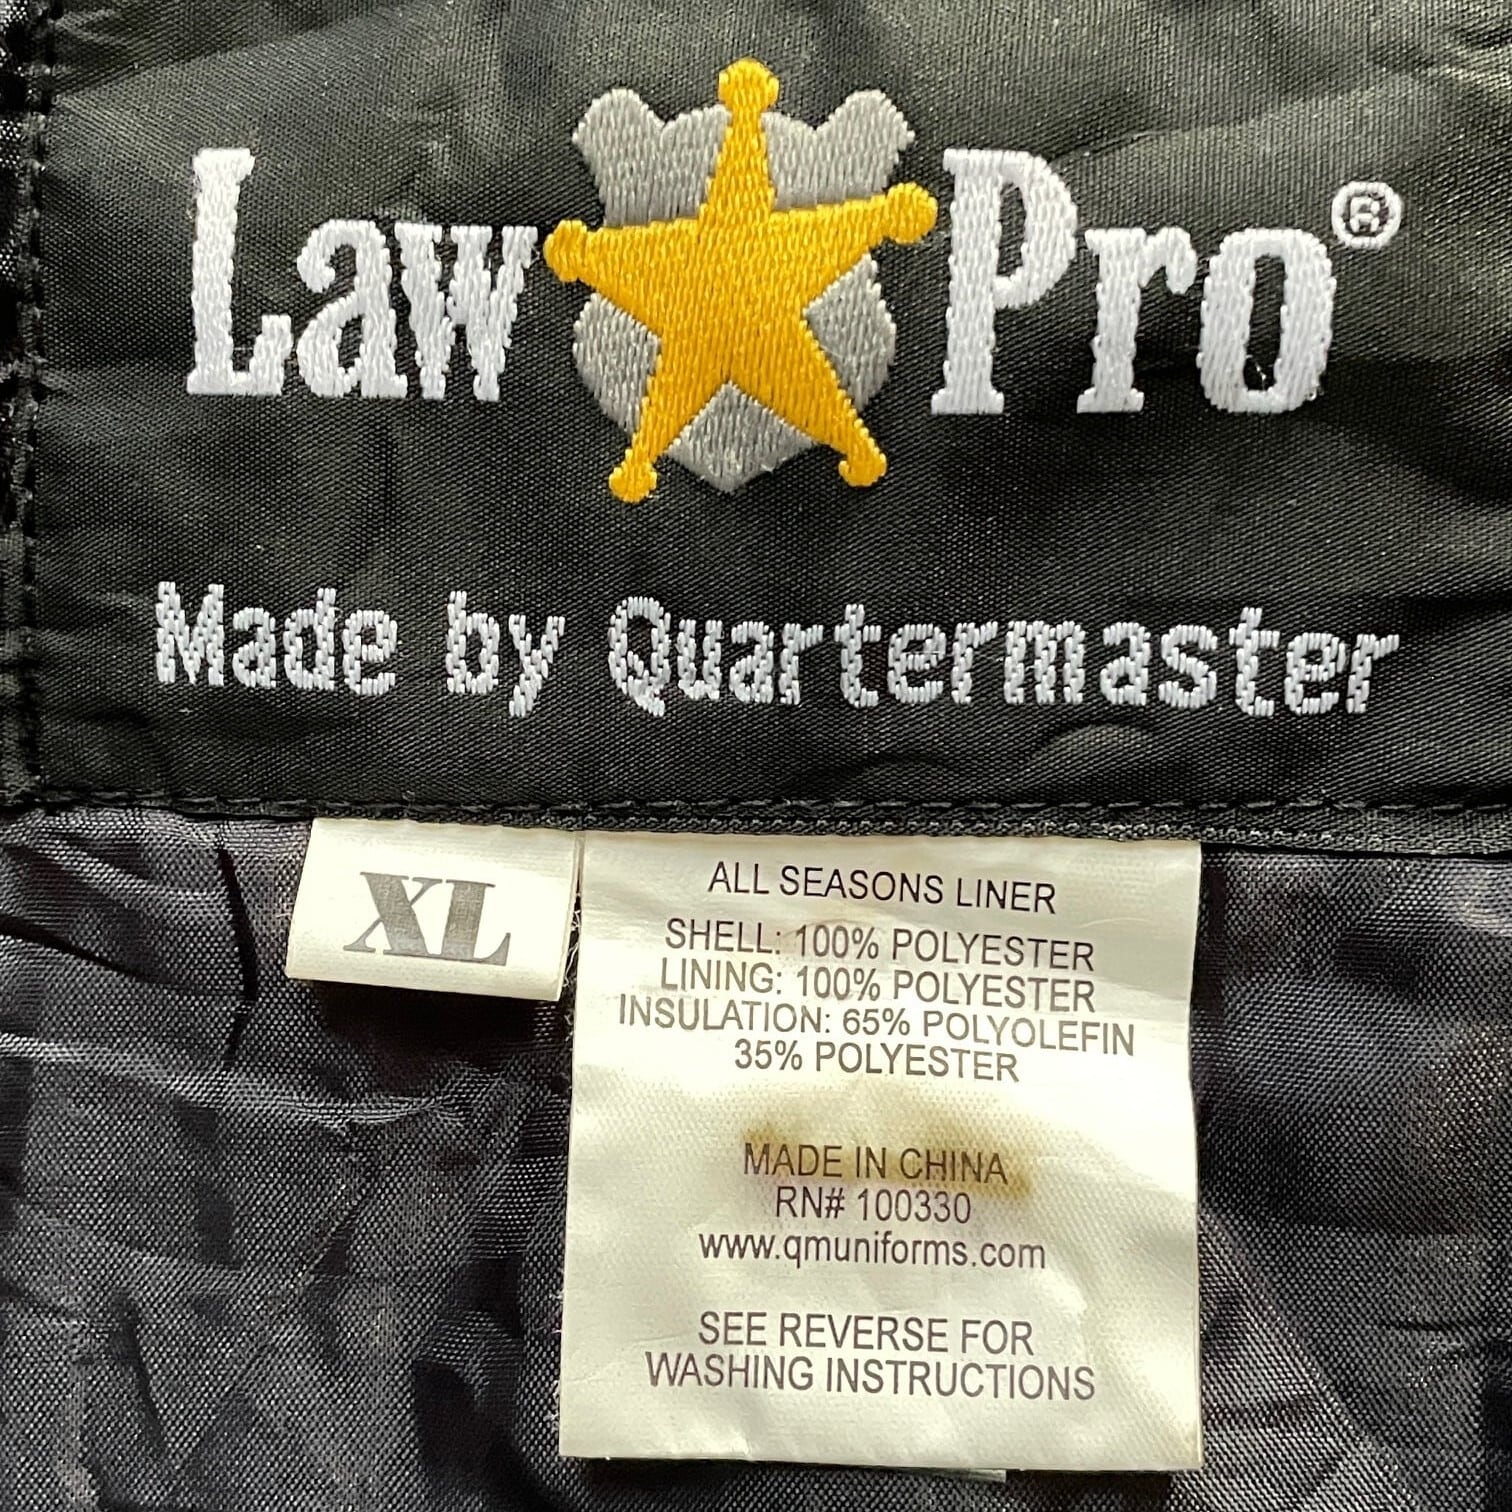 Law Pro®
Made by Quartermaster
XL
ALL SEASONS LINER
SHELL: 100% POLYESTER
LINING: 100% POLYESTER
INSULATION: 65% POLYOLEFIN
35% POLYESTER
MADE IN CHINA
RN# 100330
www.qmuniforms.com
SEE REVERSE FOR
WASHING INSTRUCTIONS